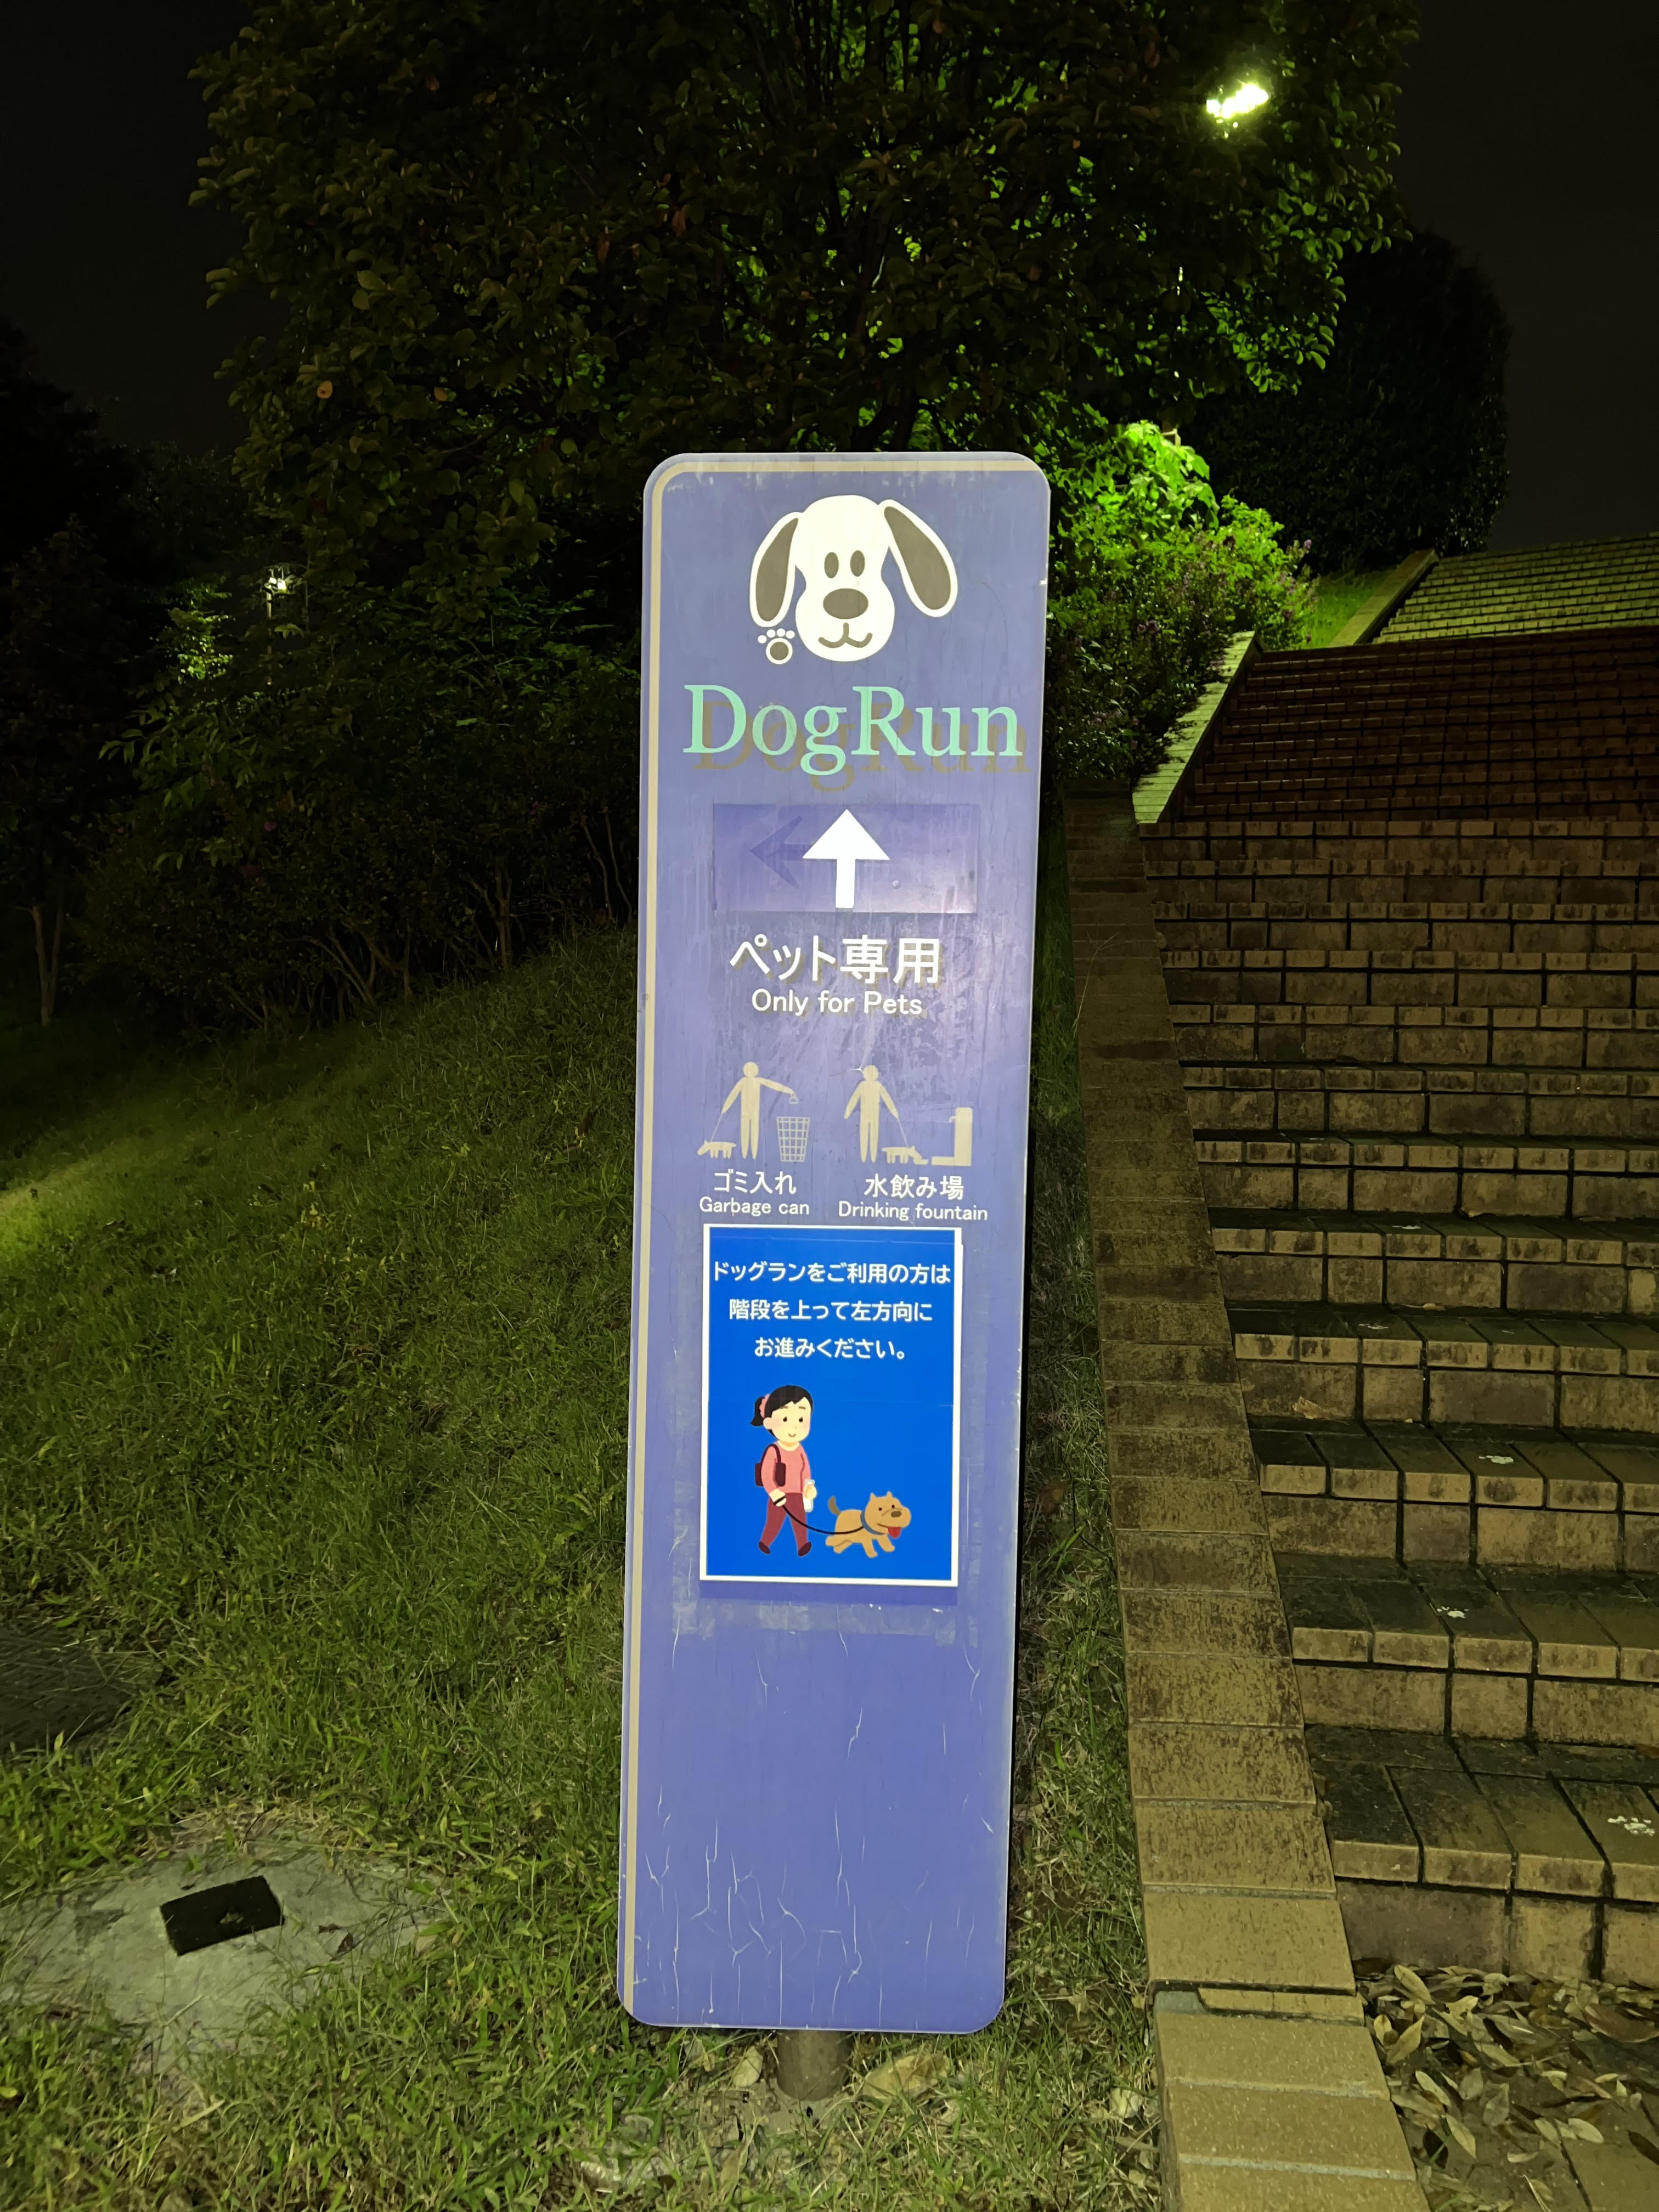 DogRun
ペット専用
Only for Pets
ゴミ入れ
Garbage can
水飲み場
Drinking fountain
ドッグランをご利用の方は
階段を上って左方向に
お進みください。